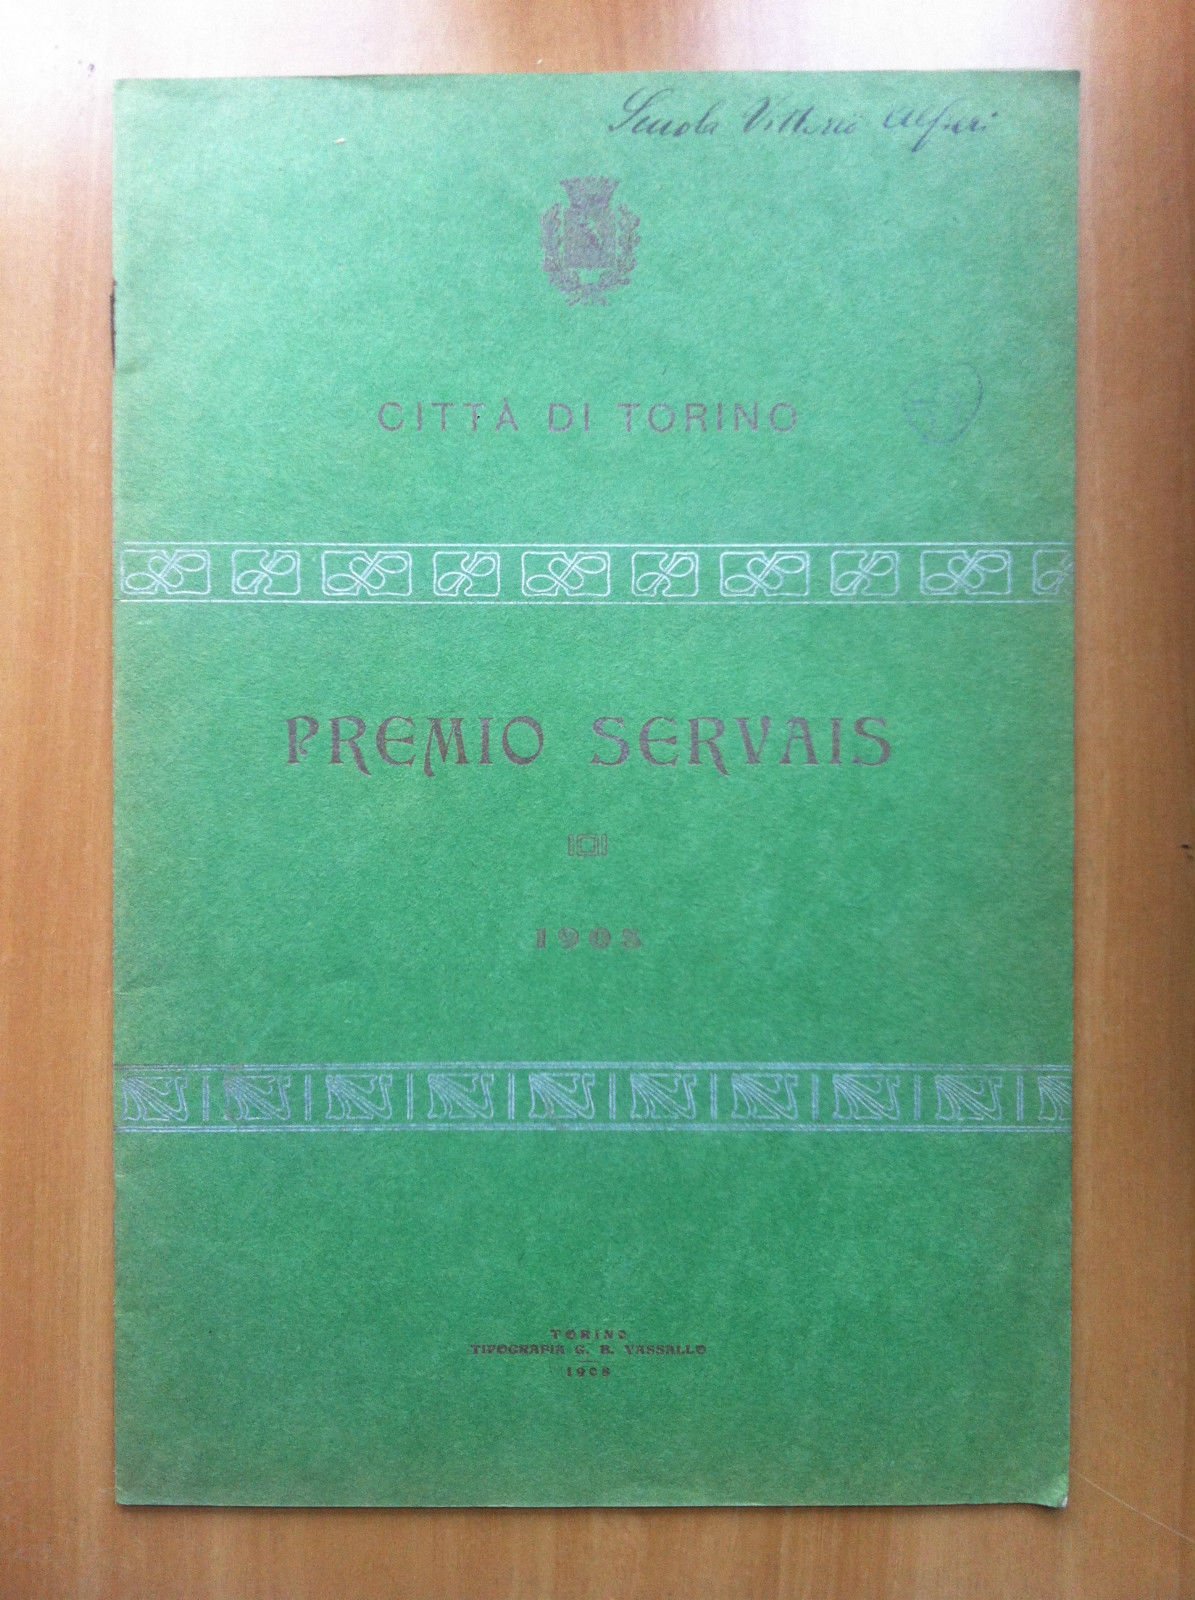 Scuola Vittorio Alfieri
CITTÀ DI TORINO
PREMIO SERVAIS
1908
TORINO
TIPOGRAFIA G. B. VASSALLO
1908